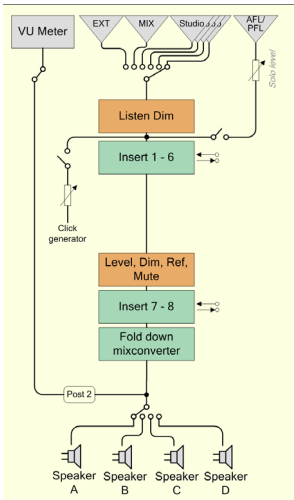 VU Meter
EXT
MIX
Studio
AFL/
PFL
Solo level
Listen Dim
Insert 1 - 6
Click
generator
Level, Dim, Ref,
Mute
Insert 7 - 8
Fold down
mixconverter
Post 2
Speaker
A
Speaker
B
Speaker
C
Speaker
D